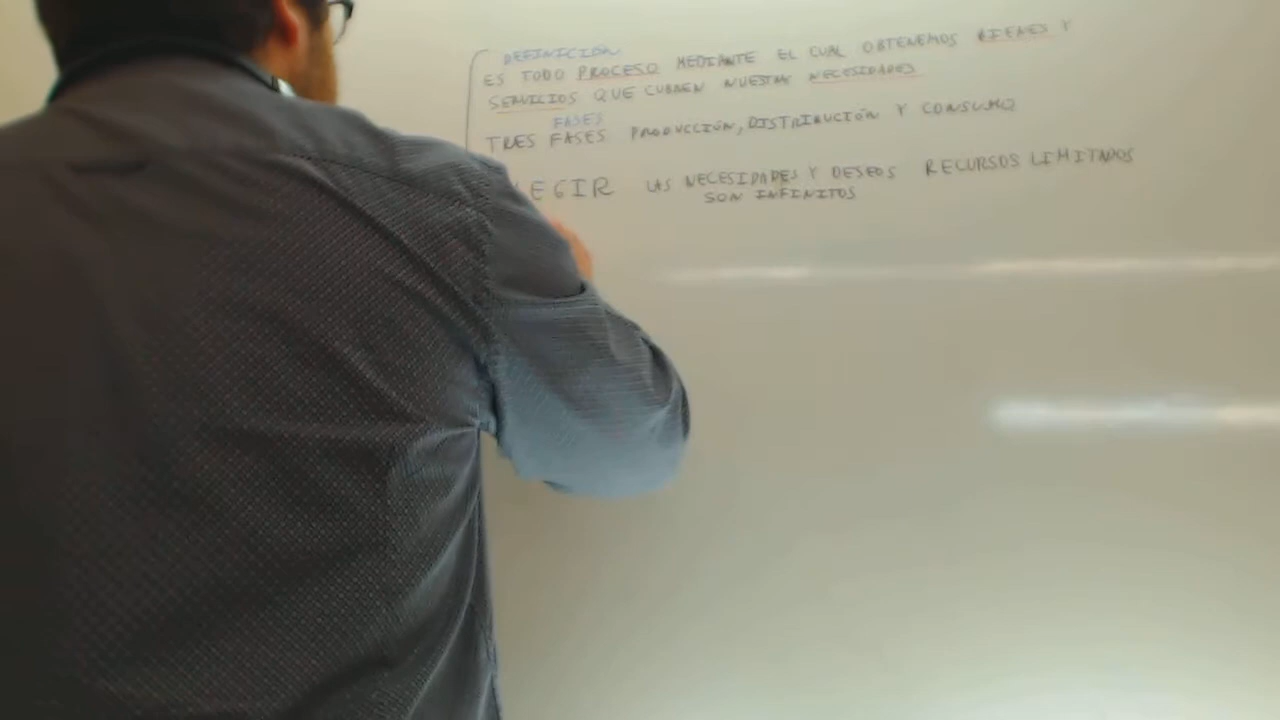 DEFINICIÓN
ES TODO PROCESO MEDIANTE EL CUAL OBTENEMOS BIENES Y
SERVICIOS QUE CUBREN NUESTRAS NECESIDADES
FASES
TRES FASES PRODUCCIÓN, DISTRIBUCIÓN Y CONSUMO
EGIR LAS NECESIDADES Y DESEOS RECURSOS LIMITADOS
SON INFINITOS